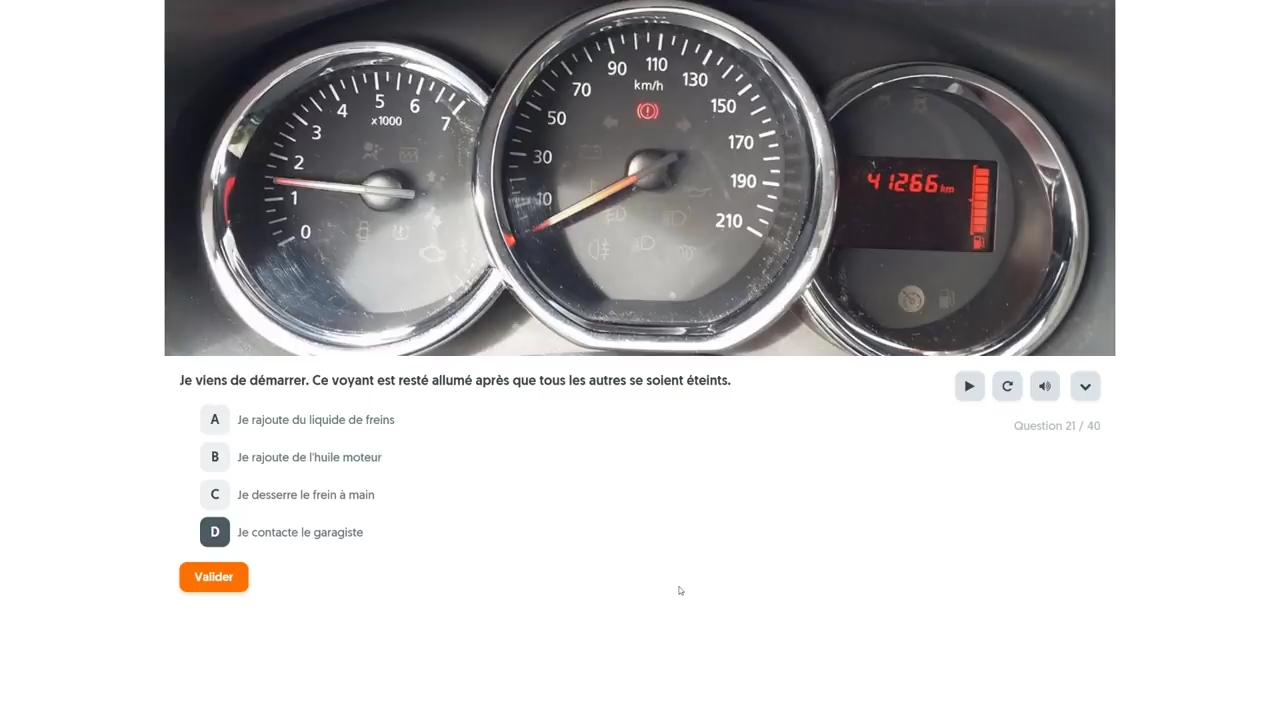 0 1 2 3 4 5 6 7
x1000
10 30 50 70 90 110 130 150 170 190 210
km/h
41266 km
Je viens de démarrer. Ce voyant est resté allumé après que tous les autres se soient éteints.
A Je rajoute du liquide de freins
Question 21 / 40
B Je rajoute de l'huile moteur
C Je desserre le frein à main
D Je contacte le garagiste
Valider